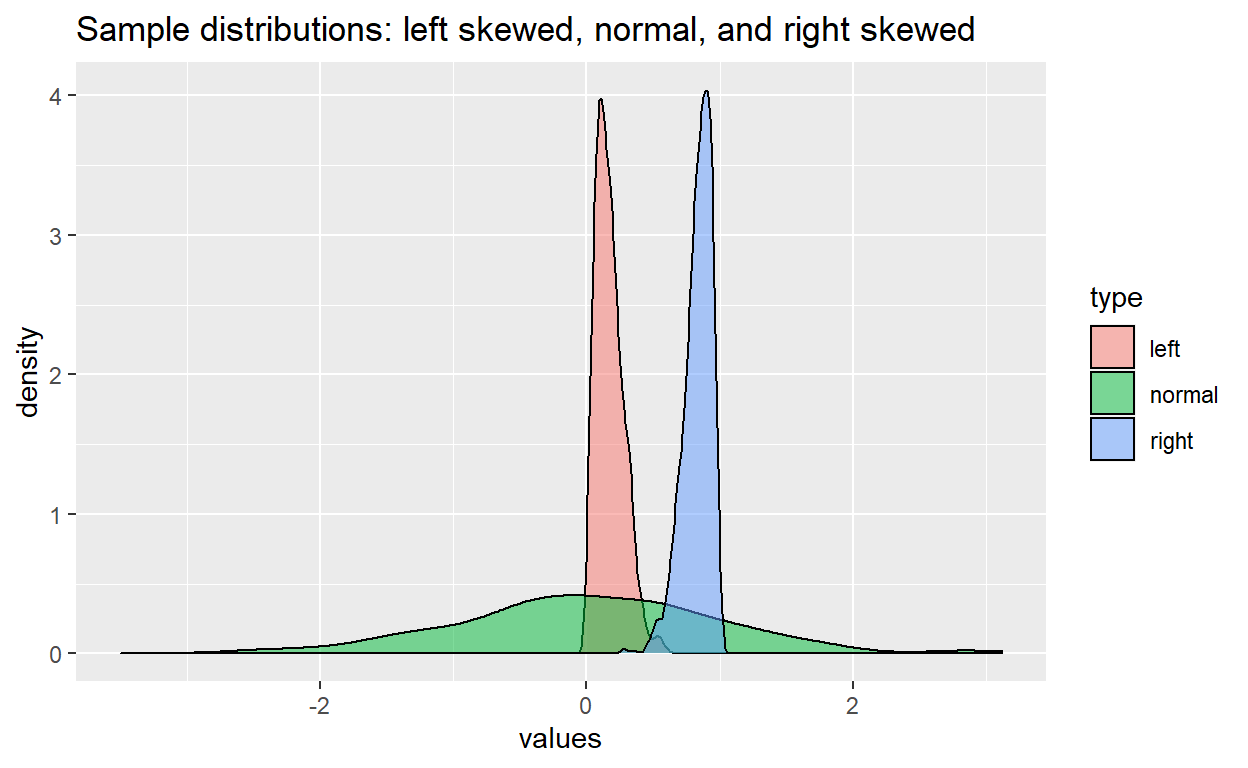 Sample distributions: left skewed, normal, and right skewed
4
3
2
1
0
density
-2
0
2
values
type
left
normal
right